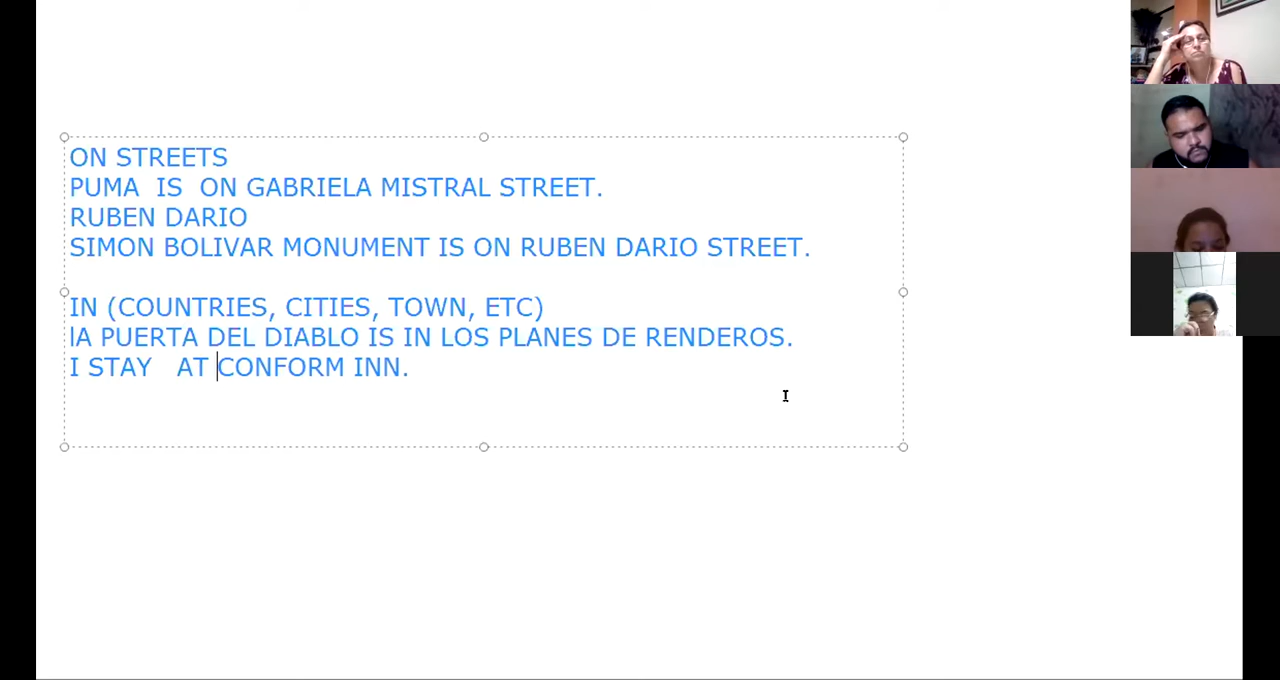 ON STREETS
PUMA IS ON GABRIELA MISTRAL STREET.
RUBEN DARIO
SIMON BOLIVAR MONUMENT IS ON RUBEN DARIO STREET.
IN (COUNTRIES, CITIES, TOWN, ETC)
lA PUERTA DEL DIABLO IS IN LOS PLANES DE RENDEROS.
I STAY AT CONFORM INN.